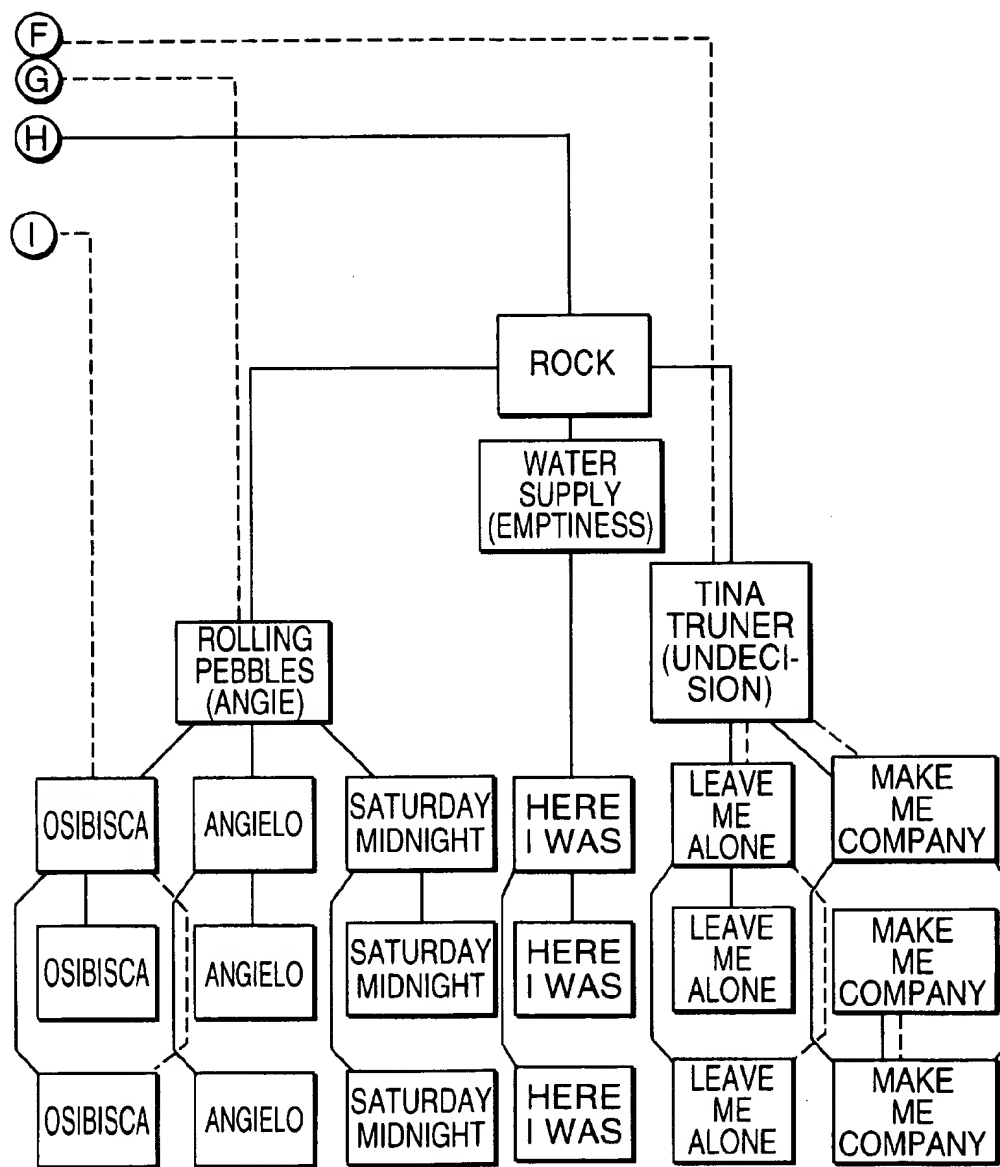 F
G
H
I
ROCK
WATER
SUPPLY
(EMPTINESS)
TINA
TRUNER
(UNDECI-
SION)
ROLLING
PEBBLES
(ANGIE)
OSIBISCA
ANGIELO
SATURDAY
MIDNIGHT
HERE
I WAS
LEAVE
ME
ALONE
MAKE
ME
COMPANY
OSIBISCA
ANGIELO
SATURDAY
MIDNIGHT
HERE
I WAS
LEAVE
ME
ALONE
MAKE
ME
COMPANY
OSIBISCA
ANGIELO
SATURDAY
MIDNIGHT
HERE
I WAS
LEAVE
ME
ALONE
MAKE
ME
COMPANY